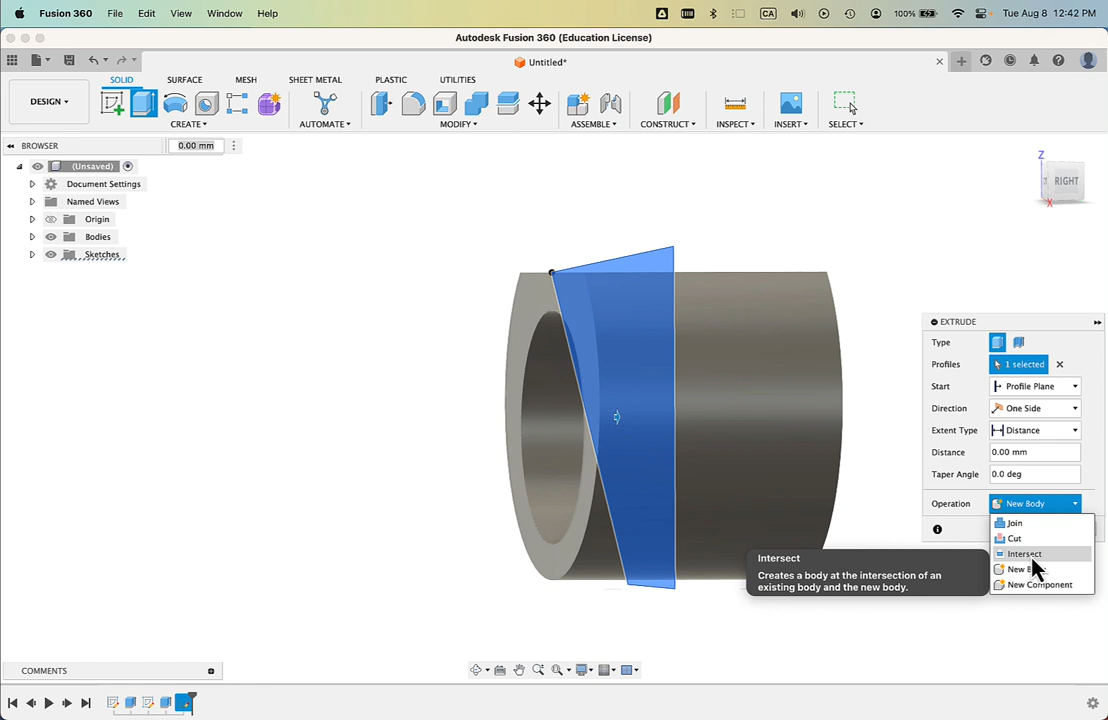 Fusion 360 File Edit View Window Help CA 100% Tue Aug 8 12:42 PM
Autodesk Fusion 360 (Education License)
Untitled*
SOLID SURFACE MESH SHEET METAL PLASTIC UTILITIES
DESIGN
CREATE AUTOMATE MODIFY ASSEMBLE CONSTRUCT INSPECT INSERT SELECT
BROWSER 0.00 mm
(Unsaved)
Document Settings
Named Views
Origin
Bodies
Sketches
Z
RIGHT
X
EXTRUDE
Type
Profiles 1 selected
Start Profile Plane
Direction One Side
Extent Type Distance
Distance 0.00 mm
Taper Angle 0.0 deg
Operation New Body
Join
Cut
Intersect
New
New Component
Intersect
Creates a body at the intersection of an
existing body and the new body.
COMMENTS